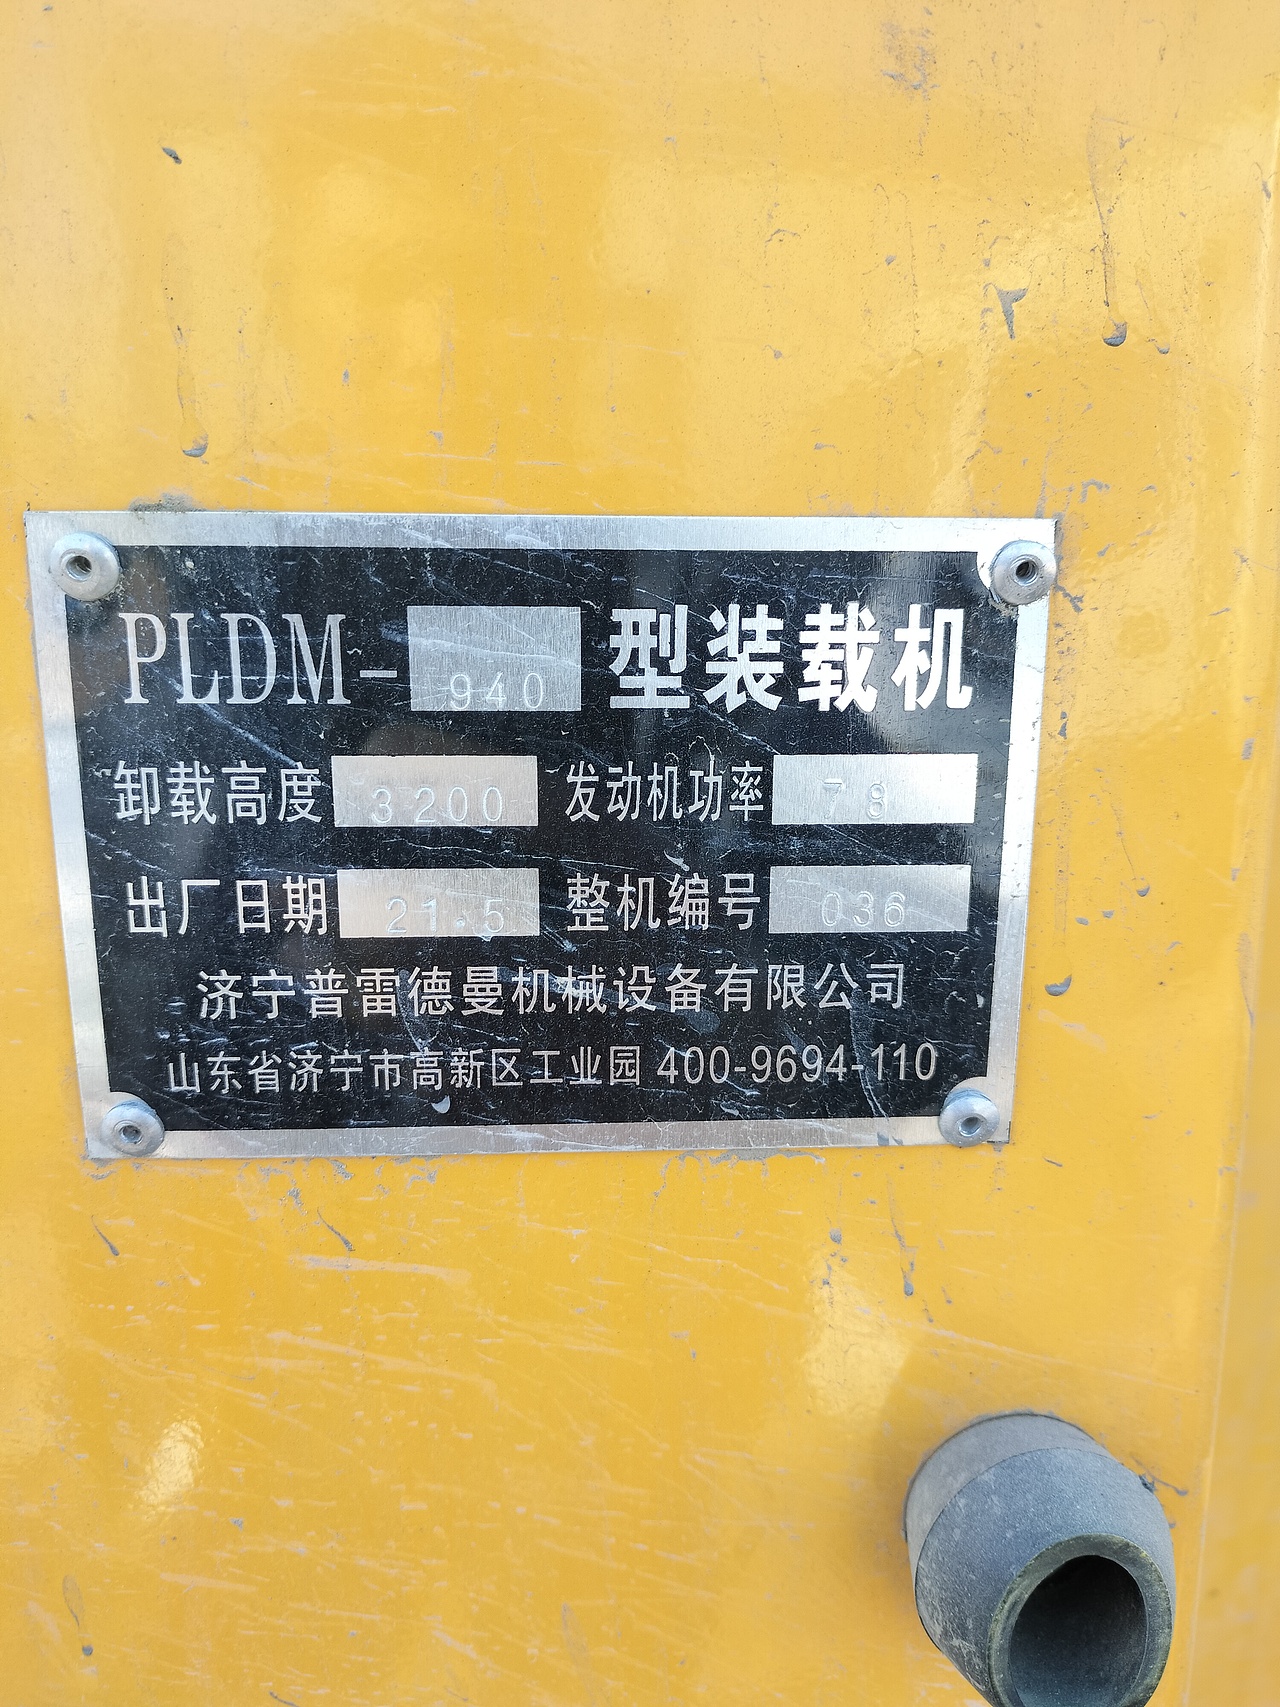 PLDM-940 型装载机
卸载高度 3200 发动机功率 78
出厂日期 21.5 整机编号 036
济宁普雷德曼机械设备有限公司
山东省济宁市高新区工业园 400-9694-110